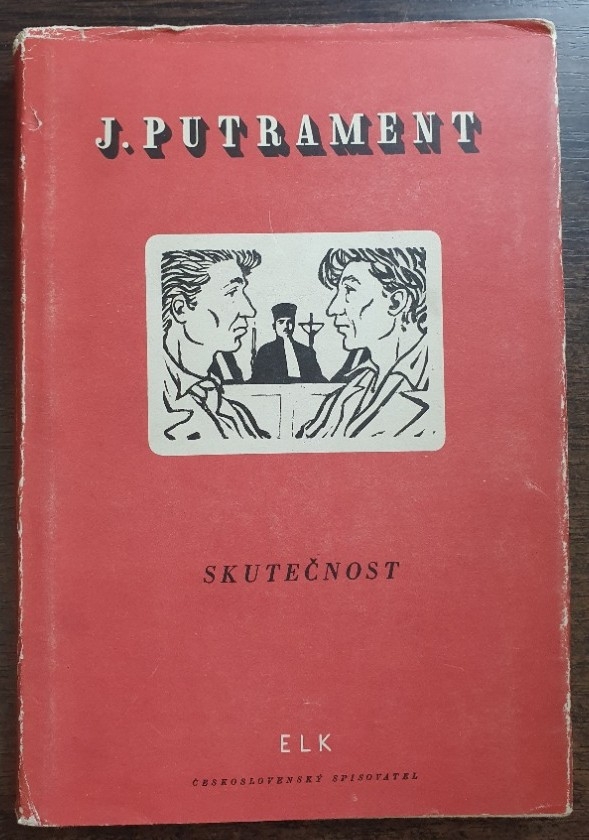 J. PUTRAMENT
SKUTEČNOST
ELK
ČESKOSLOVENSKÝ SPISOVATEL